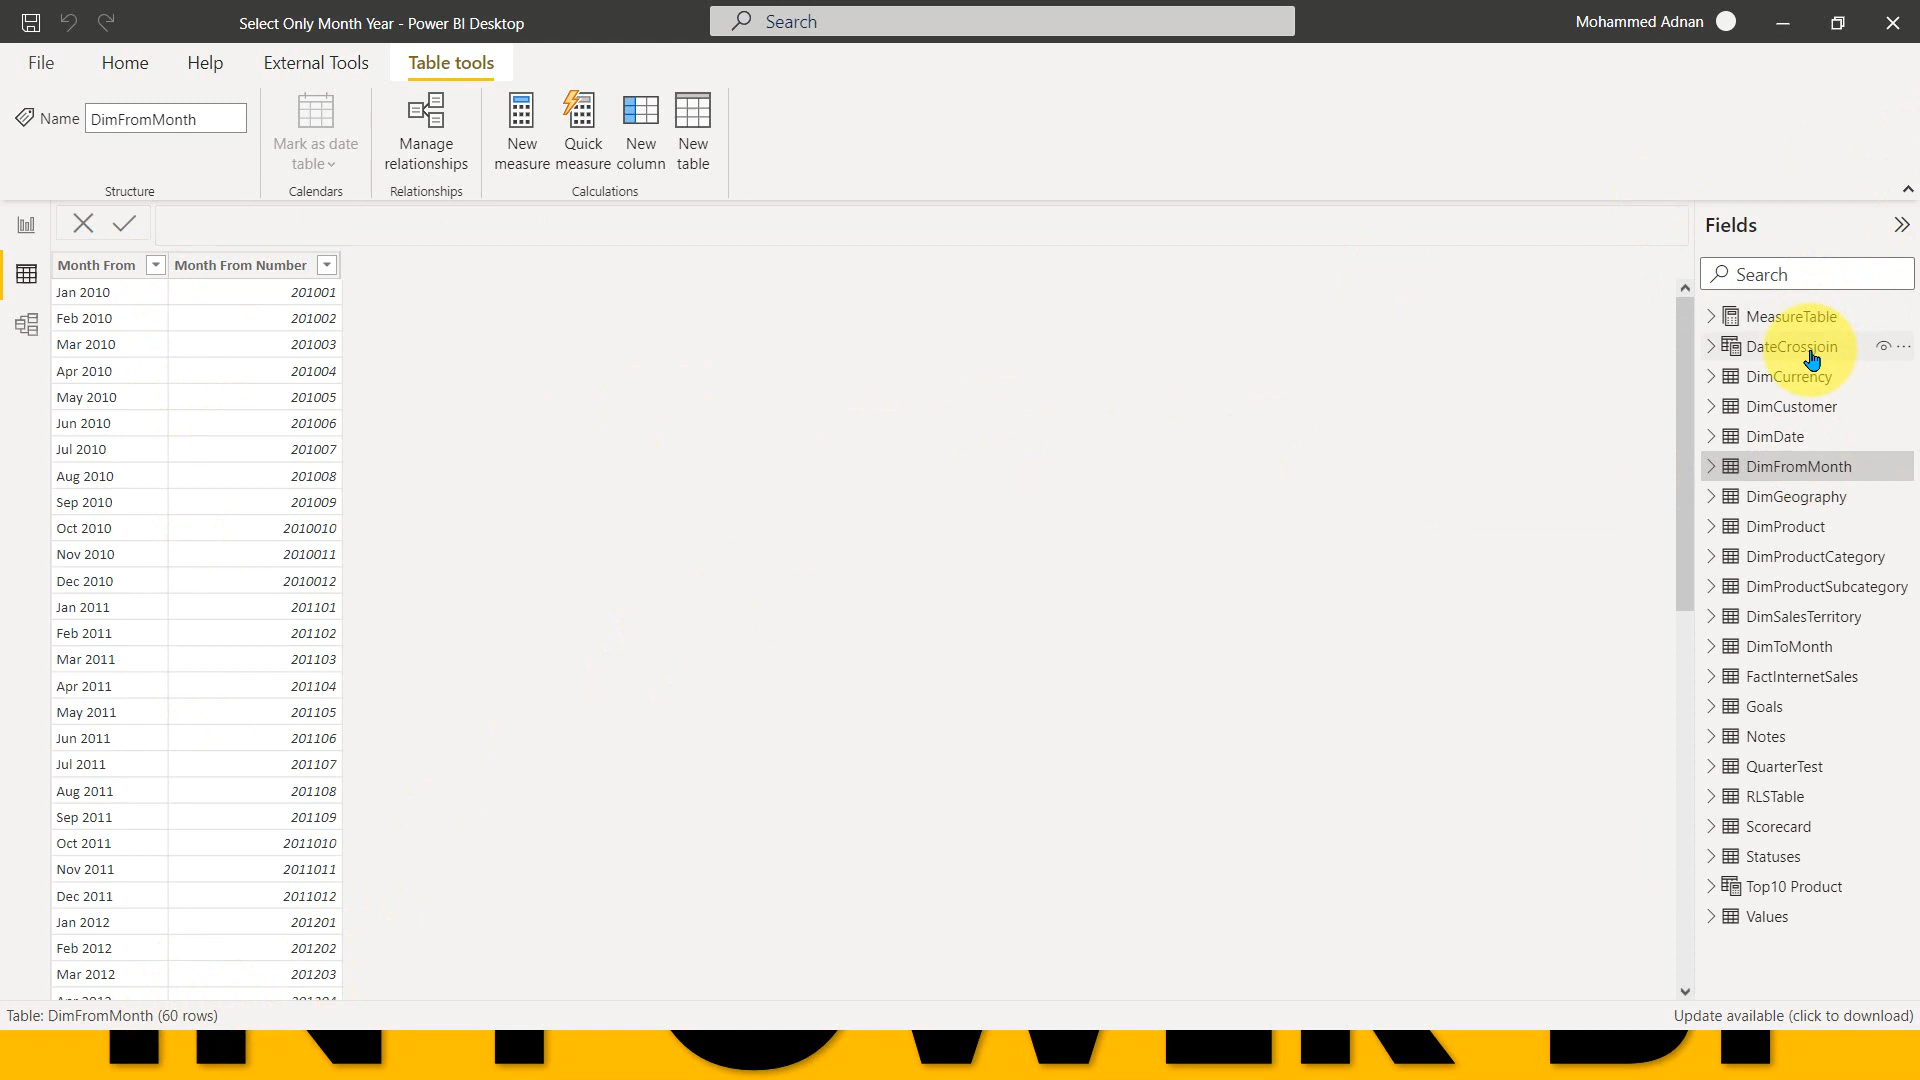 Select Only Month Year - Power BI Desktop
Search
Mohammed Adnan
File
Home
Help
External Tools
Table tools
Name
DimFromMonth
Mark as date
table
Manage
relationships
New
measure
Quick
measure
New
column
New
table
Structure
Calendars
Relationships
Calculations
Month From
Month From Number
Jan 2010 201001
Feb 2010 201002
Mar 2010 201003
Apr 2010 201004
May 2010 201005
Jun 2010 201006
Jul 2010 201007
Aug 2010 201008
Sep 2010 201009
Oct 2010 2010010
Nov 2010 2010011
Dec 2010 2010012
Jan 2011 201101
Feb 2011 201102
Mar 2011 201103
Apr 2011 201104
May 2011 201105
Jun 2011 201106
Jul 2011 201107
Aug 2011 201108
Sep 2011 201109
Oct 2011 2011010
Nov 2011 2011011
Dec 2011 2011012
Jan 2012 201201
Feb 2012 201202
Mar 2012 201203
Apr 2012 201204
Fields
Search
MeasureTable
DateCrossjoin
DimCurrency
DimCustomer
DimDate
DimFromMonth
DimGeography
DimProduct
DimProductCategory
DimProductSubcategory
DimSalesTerritory
DimToMonth
FactInternetSales
Goals
Notes
QuarterTest
RLSTable
Scorecard
Statuses
Top10 Product
Values
Table: DimFromMonth (60 rows)
Update available (click to download)
IN POWER BI